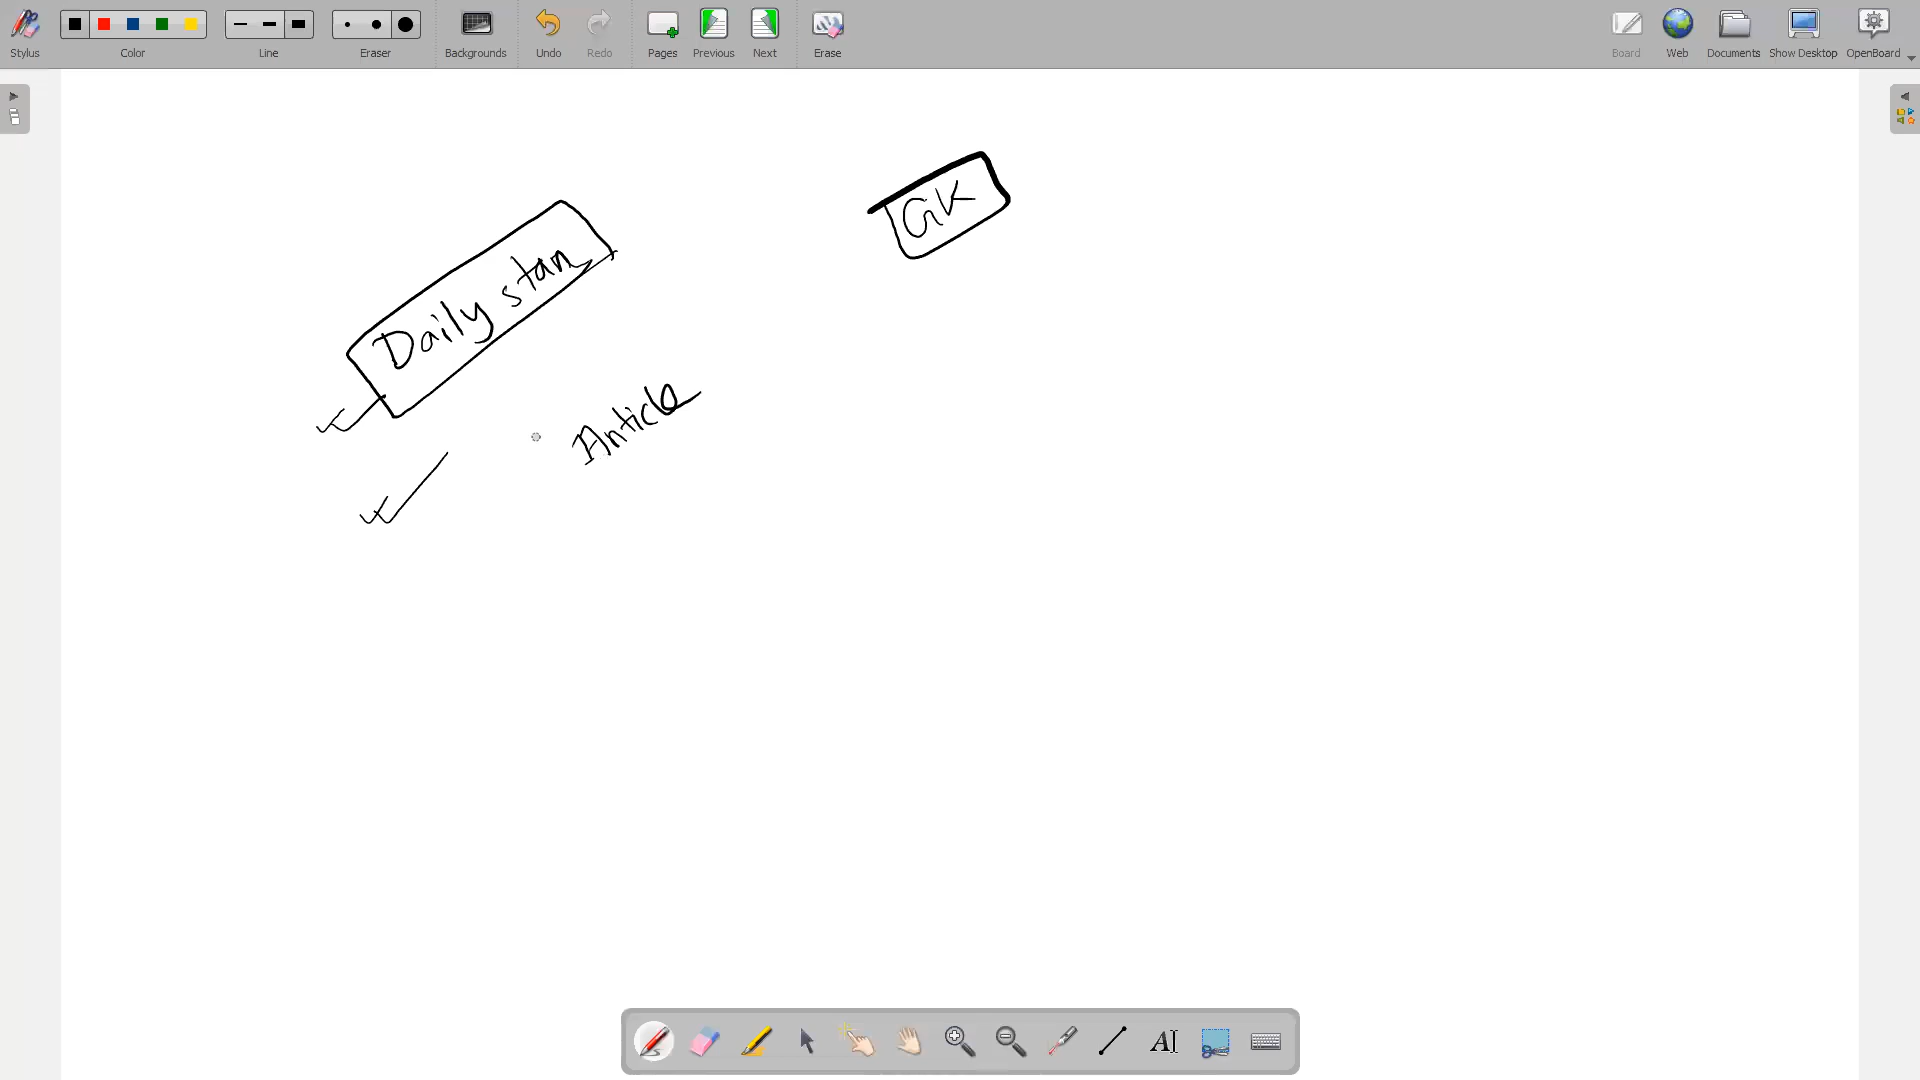 Stylus Color Line Eraser Backgrounds Undo Redo Pages Previous Next Erase Board Web Documents Show Desktop OpenBoard
GK
Daily stan
Anticle